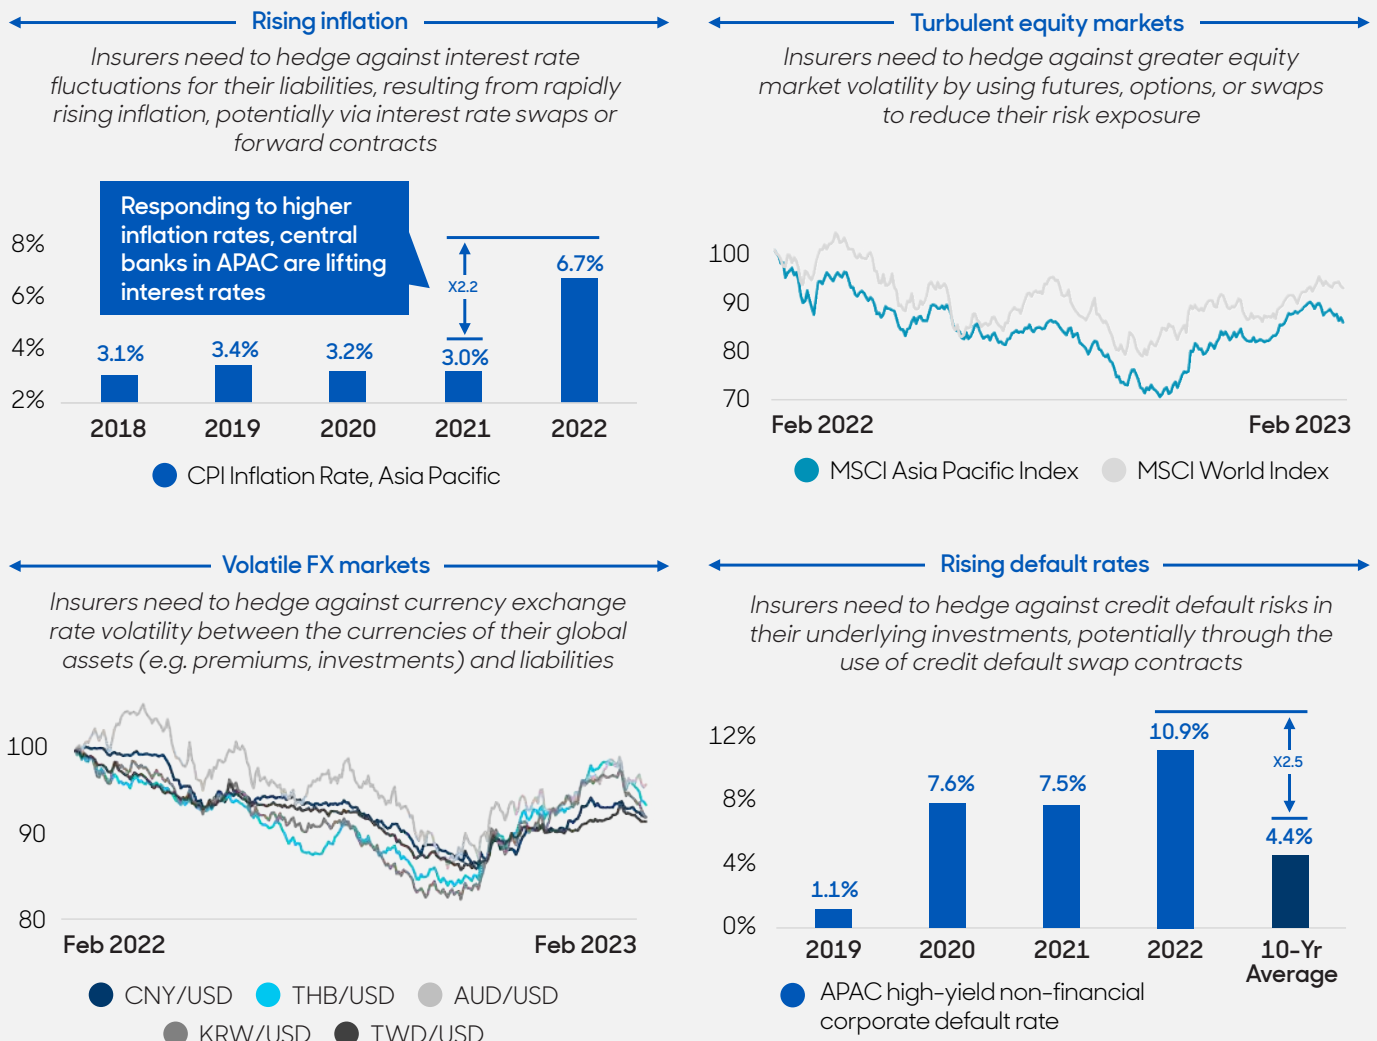 Rising inflation
Insurers need to hedge against interest rate
fluctuations for their liabilities, resulting from rapidly
rising inflation, potentially via interest rate swaps or
forward contracts
Responding to higher
inflation rates, central
banks in APAC are lifting
interest rates
8%
6%
4%
2%
3.1%
3.4%
3.2%
3.0%
6.7%
X2.2
2018
2019
2020
2021
2022
CPI Inflation Rate, Asia Pacific
Turbulent equity markets
Insurers need to hedge against greater equity
market volatility by using futures, options, or swaps
to reduce their risk exposure
100
90
80
70
Feb 2022
Feb 2023
MSCI Asia Pacific Index
MSCI World Index
Volatile FX markets
Insurers need to hedge against currency exchange
rate volatility between the currencies of their global
assets (e.g. premiums, investments) and liabilities
100
90
80
Feb 2022
Feb 2023
CNY/USD
THB/USD
AUD/USD
KRW/USD
TWD/USD
Rising default rates
Insurers need to hedge against credit default risks in
their underlying investments, potentially through the
use of credit default swap contracts
12%
8%
4%
0%
1.1%
7.6%
7.5%
10.9%
X2.5
4.4%
2019
2020
2021
2022
10-Yr
Average
APAC high-yield non-financial
corporate default rate